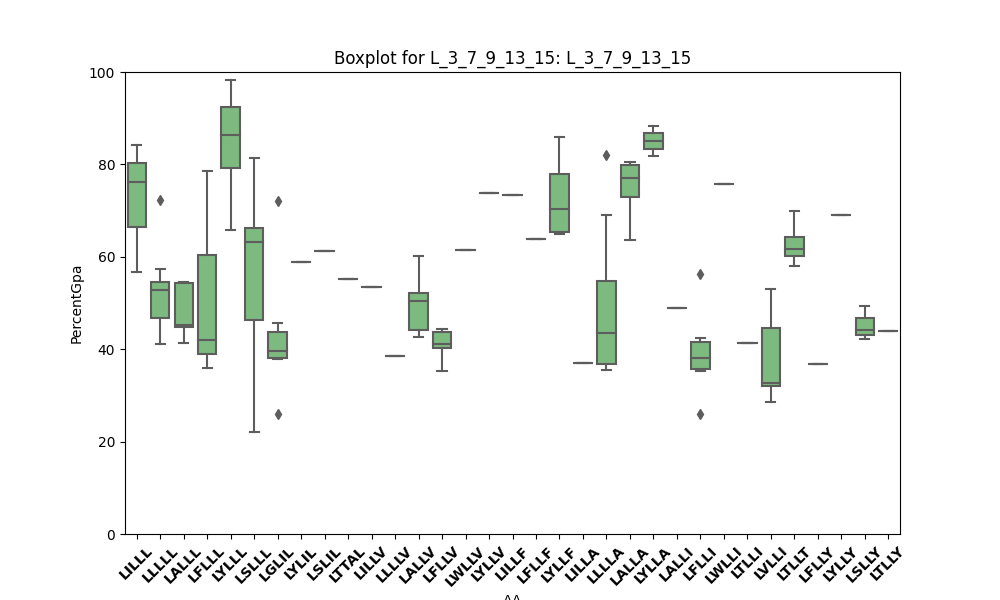 Boxplot for L_3_7_9_13_15: L_3_7_9_13_15
100
80
60
40
20
0
PercentGpa
LILLL LLLLL LALLL LFLLL LYLLL LSLLL LGLIL LYLIL LSLIL LTTAL LILLV LLLLV LALLV LFLLV LWLLV LYLLV LILLF LFLLF LYLLF LILLA LLLLA LALLA LYLLA LALLI LFLLI LWLLI LTLLI LVLLI LTLLT LFLLY LYLLY LSLLY LTLLY
AA